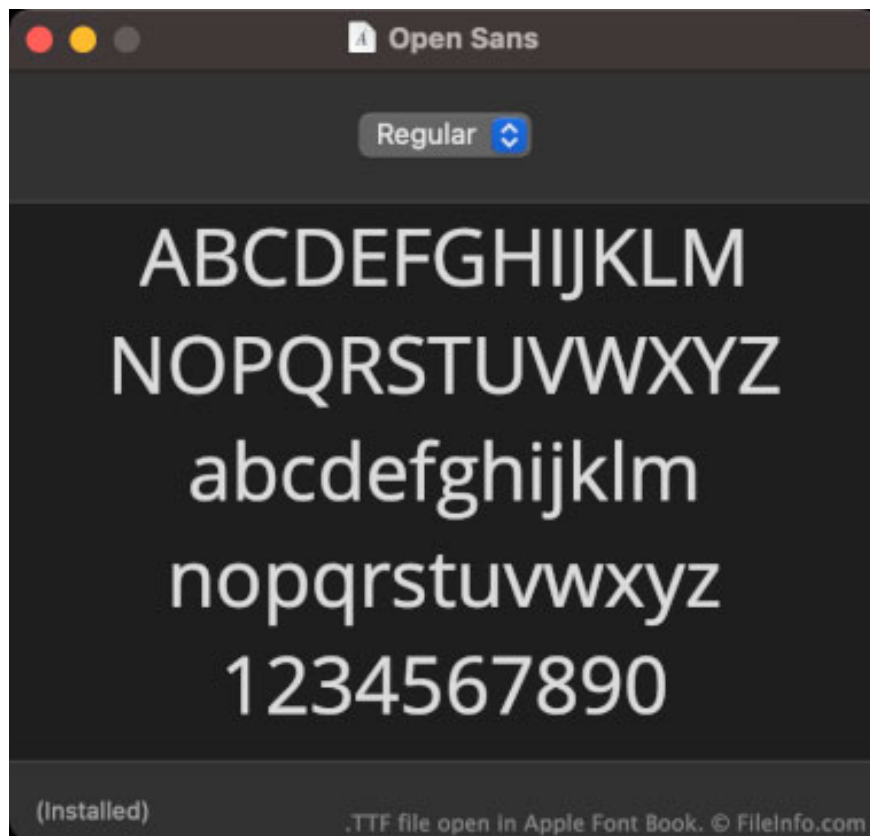 Open Sans
Regular
ABCDEFGHIJKLM
NOPQRSTUVWXYZ
abcdefghijklm
nopqrstuvwxyz
1234567890
(Installed)
.TTF file open in Apple Font Book. © FileInfo.com